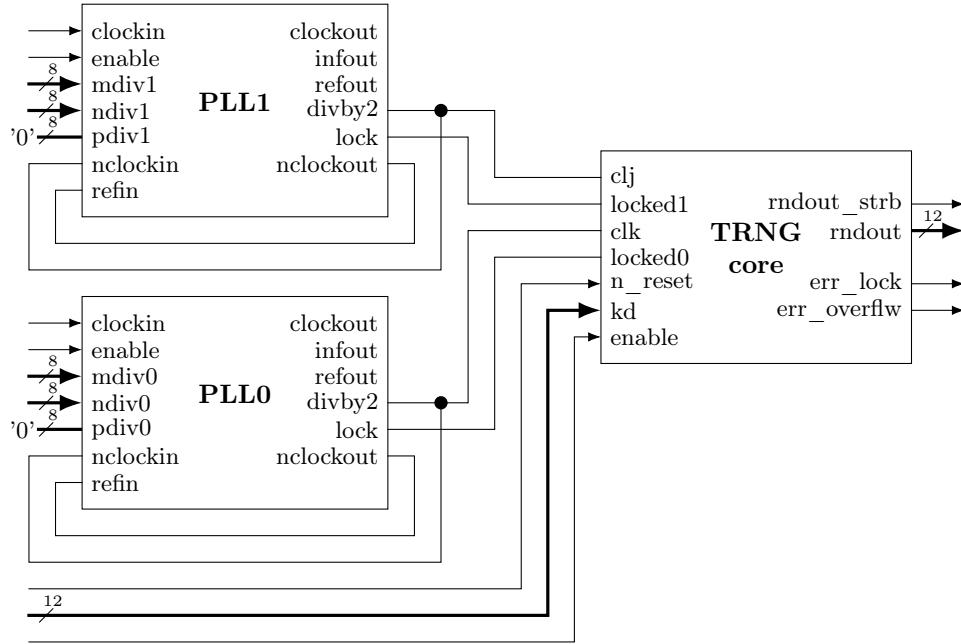 clockin
enable
8
mdiv1
8
ndiv1
8
'0'
pdiv1
nclockin
refin
PLL1
clockout
infout
refout
divby2
lock
nclockout
clockin
enable
8
mdiv0
8
ndiv0
8
'0'
pdiv0
nclockin
refin
PLL0
clockout
infout
refout
divby2
lock
nclockout
12
clj
locked1
clk
locked0
n_reset
kd
enable
TRNG
core
rndout_strb
12
rndout
err_lock
err_overflw